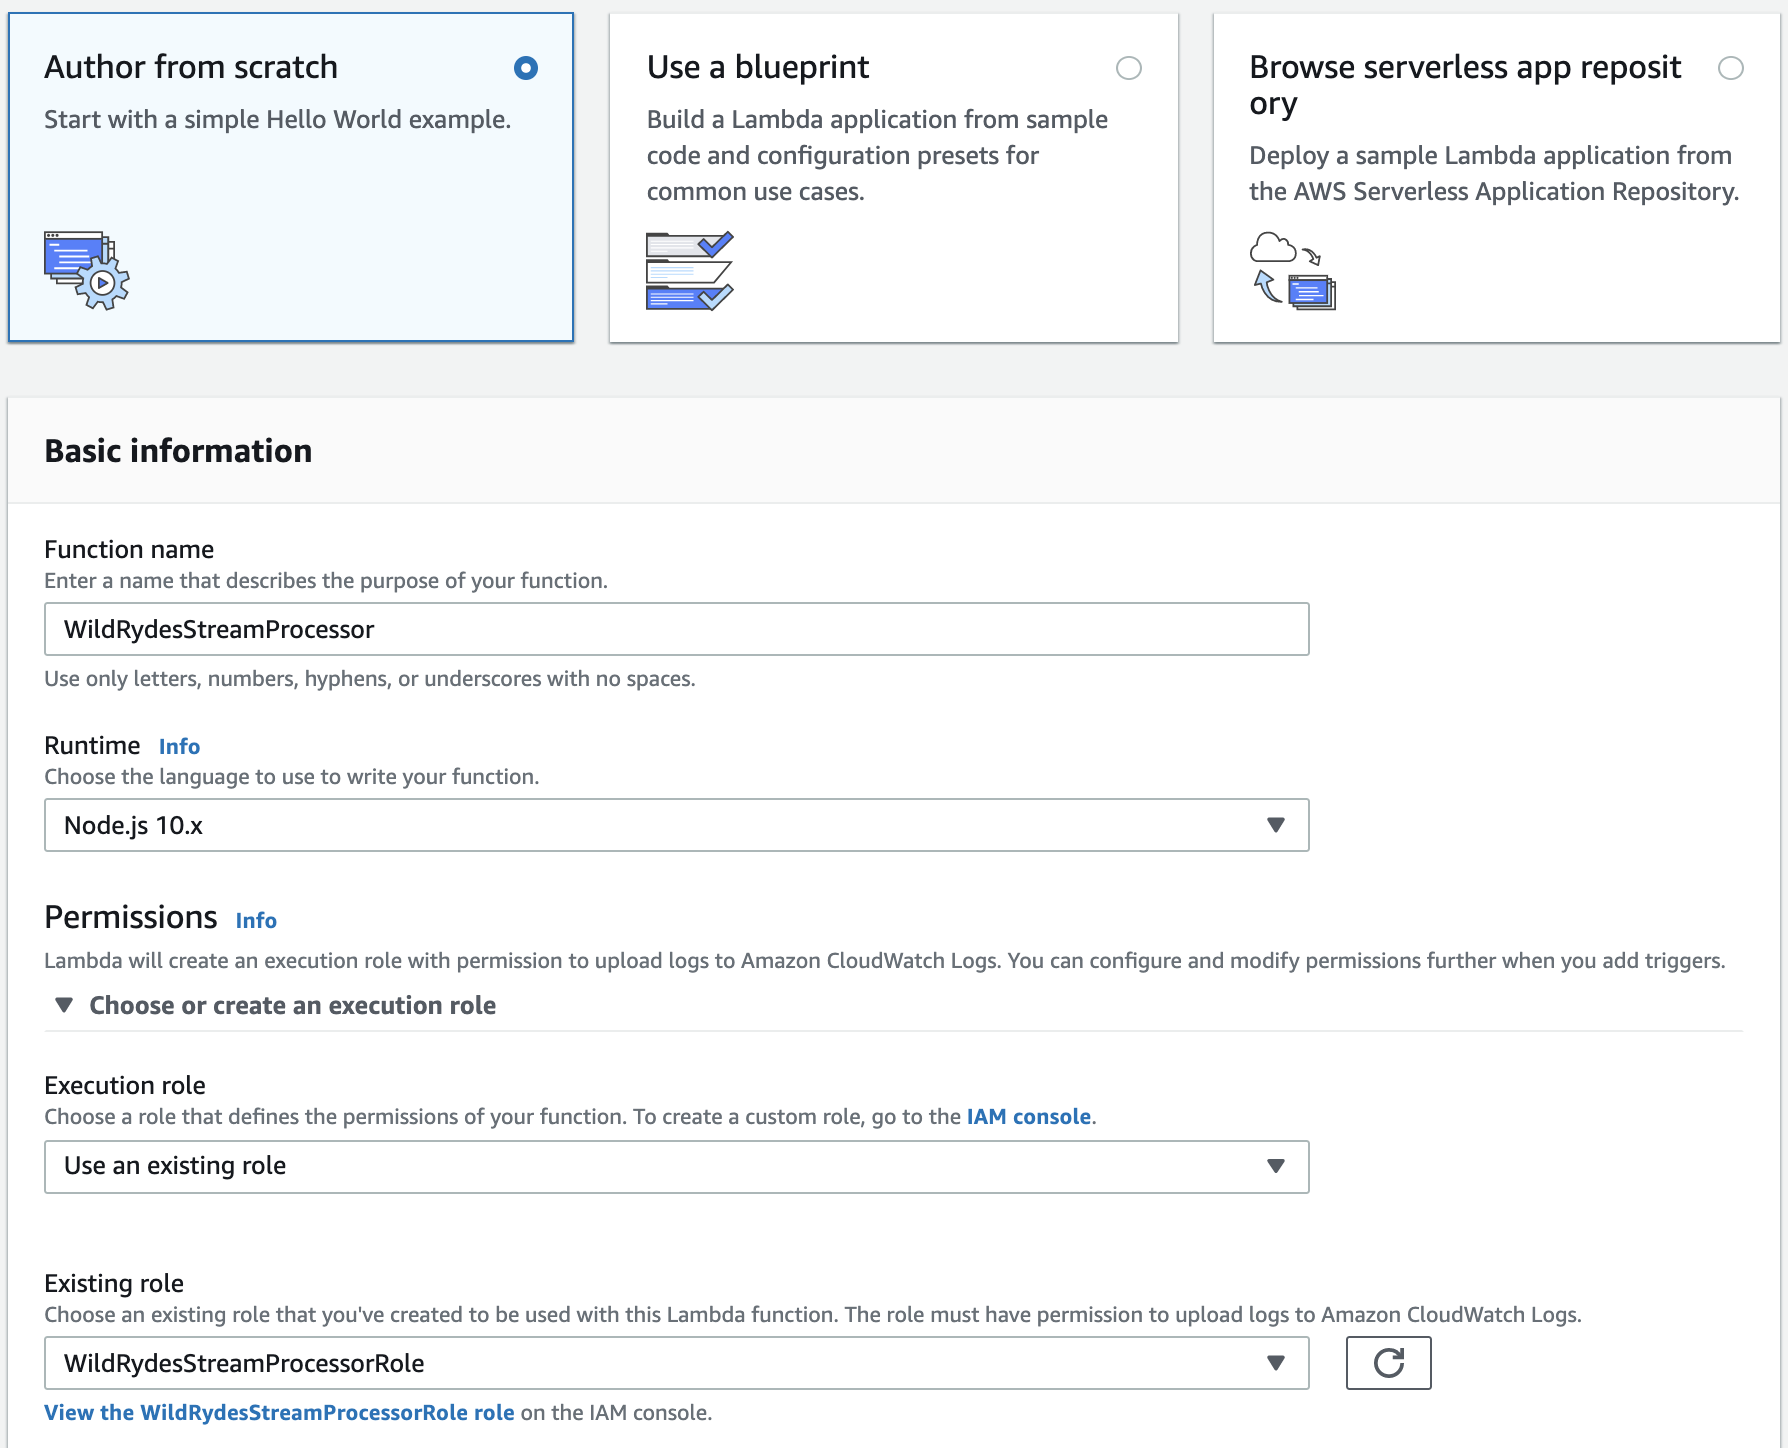 Author from scratch
Start with a simple Hello World example.
Use a blueprint
Build a Lambda application from sample
code and configuration presets for
common use cases.
Browse serverless app reposit
ory
Deploy a sample Lambda application from
the AWS Serverless Application Repository.
Basic information
Function name
Enter a name that describes the purpose of your function.
WildRydesStreamProcessor
Use only letters, numbers, hyphens, or underscores with no spaces.
Runtime Info
Choose the language to use to write your function.
Node.js 10.x
Permissions Info
Lambda will create an execution role with permission to upload logs to Amazon CloudWatch Logs. You can configure and modify permissions further when you add triggers.
Choose or create an execution role
Execution role
Choose a role that defines the permissions of your function. To create a custom role, go to the IAM console.
Use an existing role
Existing role
Choose an existing role that you've created to be used with this Lambda function. The role must have permission to upload logs to Amazon CloudWatch Logs.
WildRydesStreamProcessorRole
View the WildRydesStreamProcessorRole role on the IAM console.